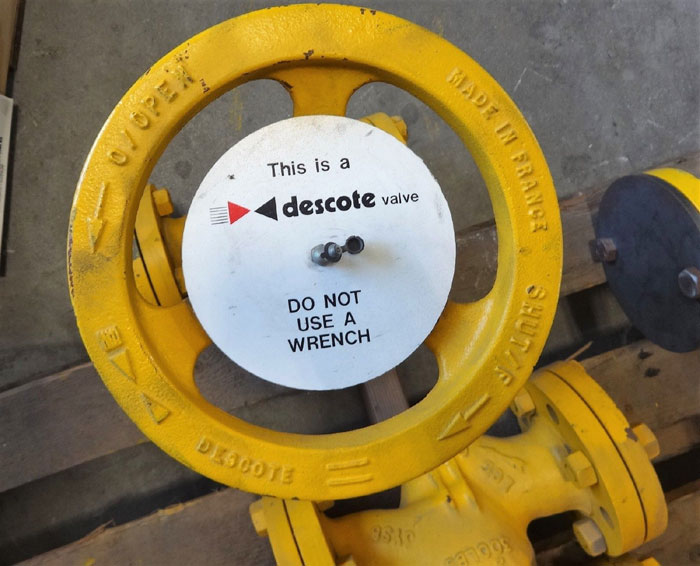 This is a
descote valve
DO NOT
USE A
WRENCH
O/OPEN
MADE IN FRANCE
SHUT/F
DESCOTE